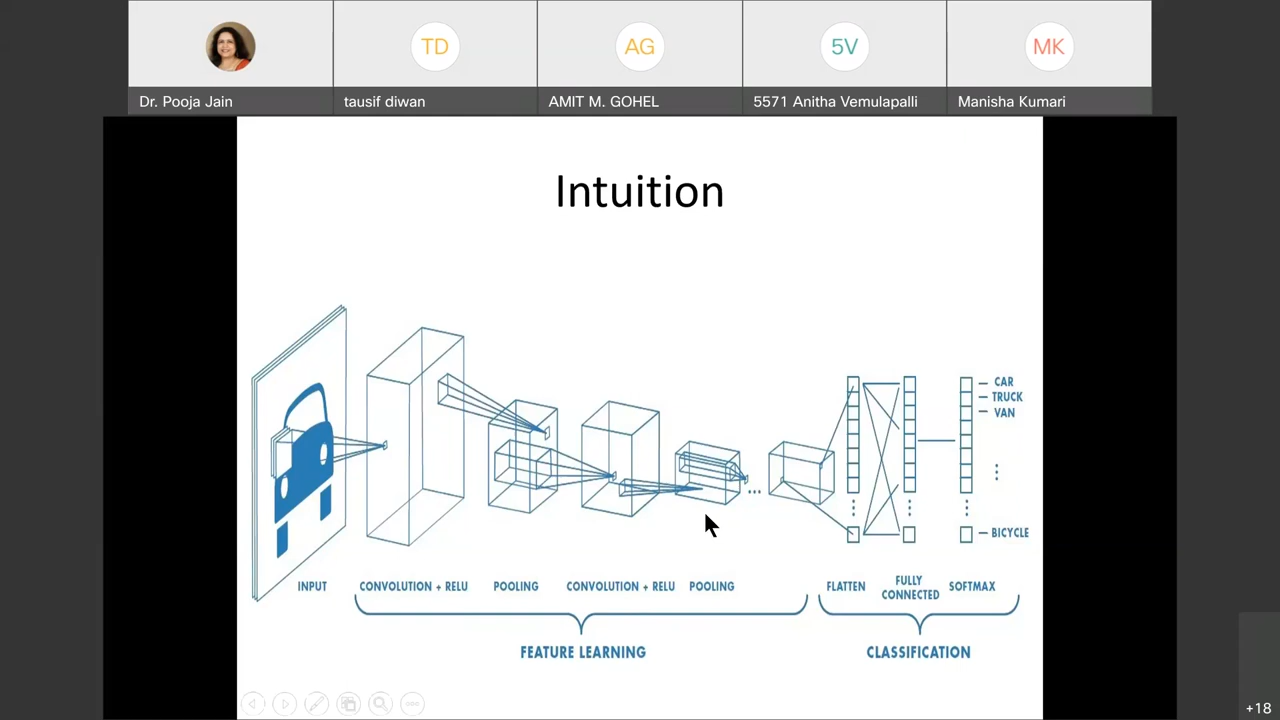 TD
AG
5V
MK
Dr. Pooja Jain
tausif diwan
AMIT M. GOHEL
5571 Anitha Vemulapalli
Manisha Kumari
Intuition
CAR
TRUCK
VAN
BICYCLE
INPUT
CONVOLUTION + RELU
POOLING
CONVOLUTION + RELU
POOLING
FLATTEN
FULLY
CONNECTED
SOFTMAX
FEATURE LEARNING
CLASSIFICATION
+18